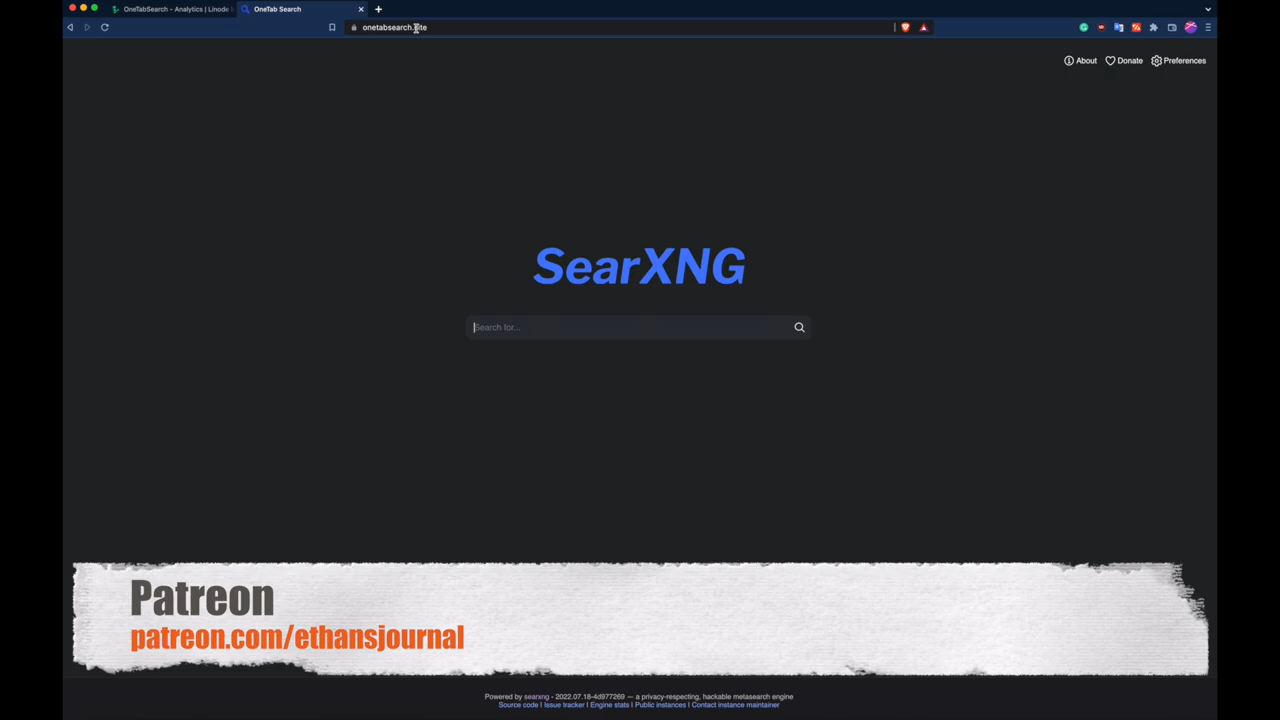 OneTabSearch - Analytics | Linode
OneTab Search
onetabsearch.site
About Donate Preferences
SearXNG
Search for...
Patreon
patreon.com/ethansjournal
Powered by searxng - 2022.07.18-4d977269 — a privacy-respecting, hackable metasearch engine
Source code | Issue tracker | Engine stats | Public instances | Contact instance maintainer